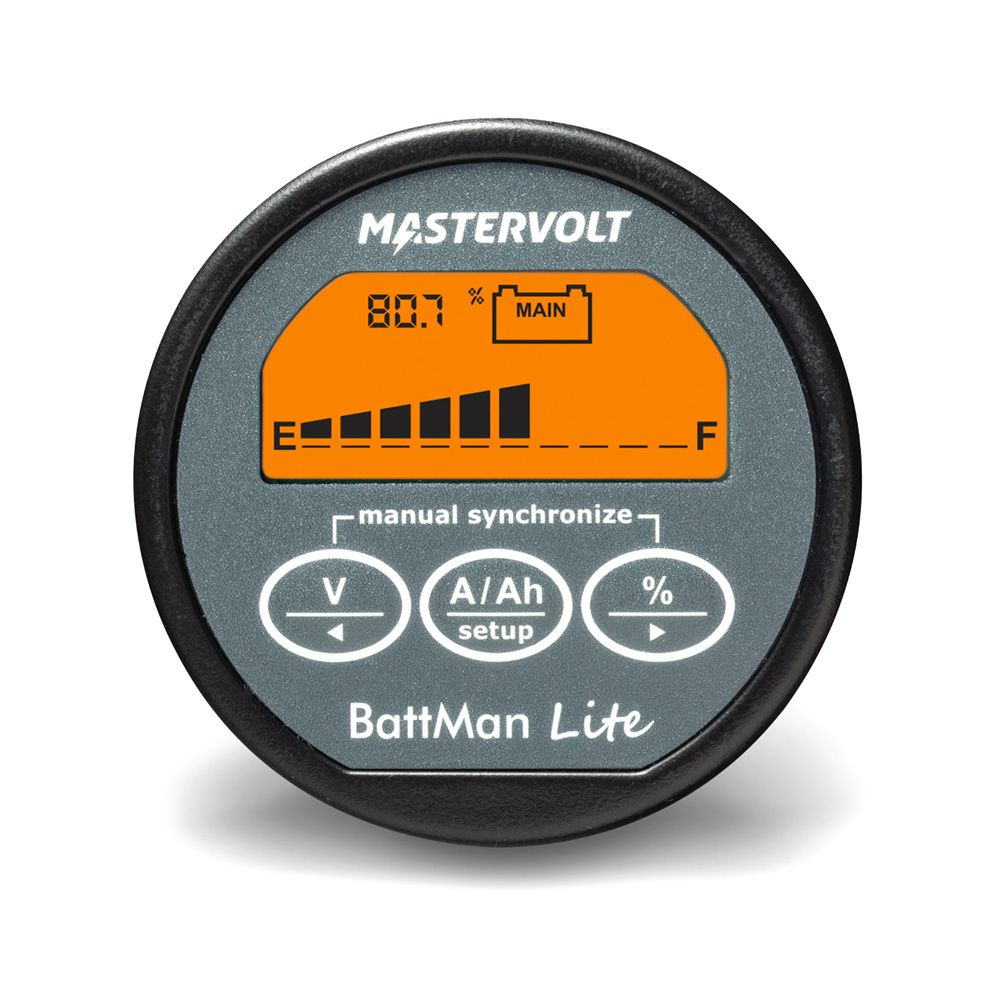 MASTERVOLT
80.7 % MAIN
E F
manual synchronize
V A/Ah %
◄ setup ►
BattMan Lite